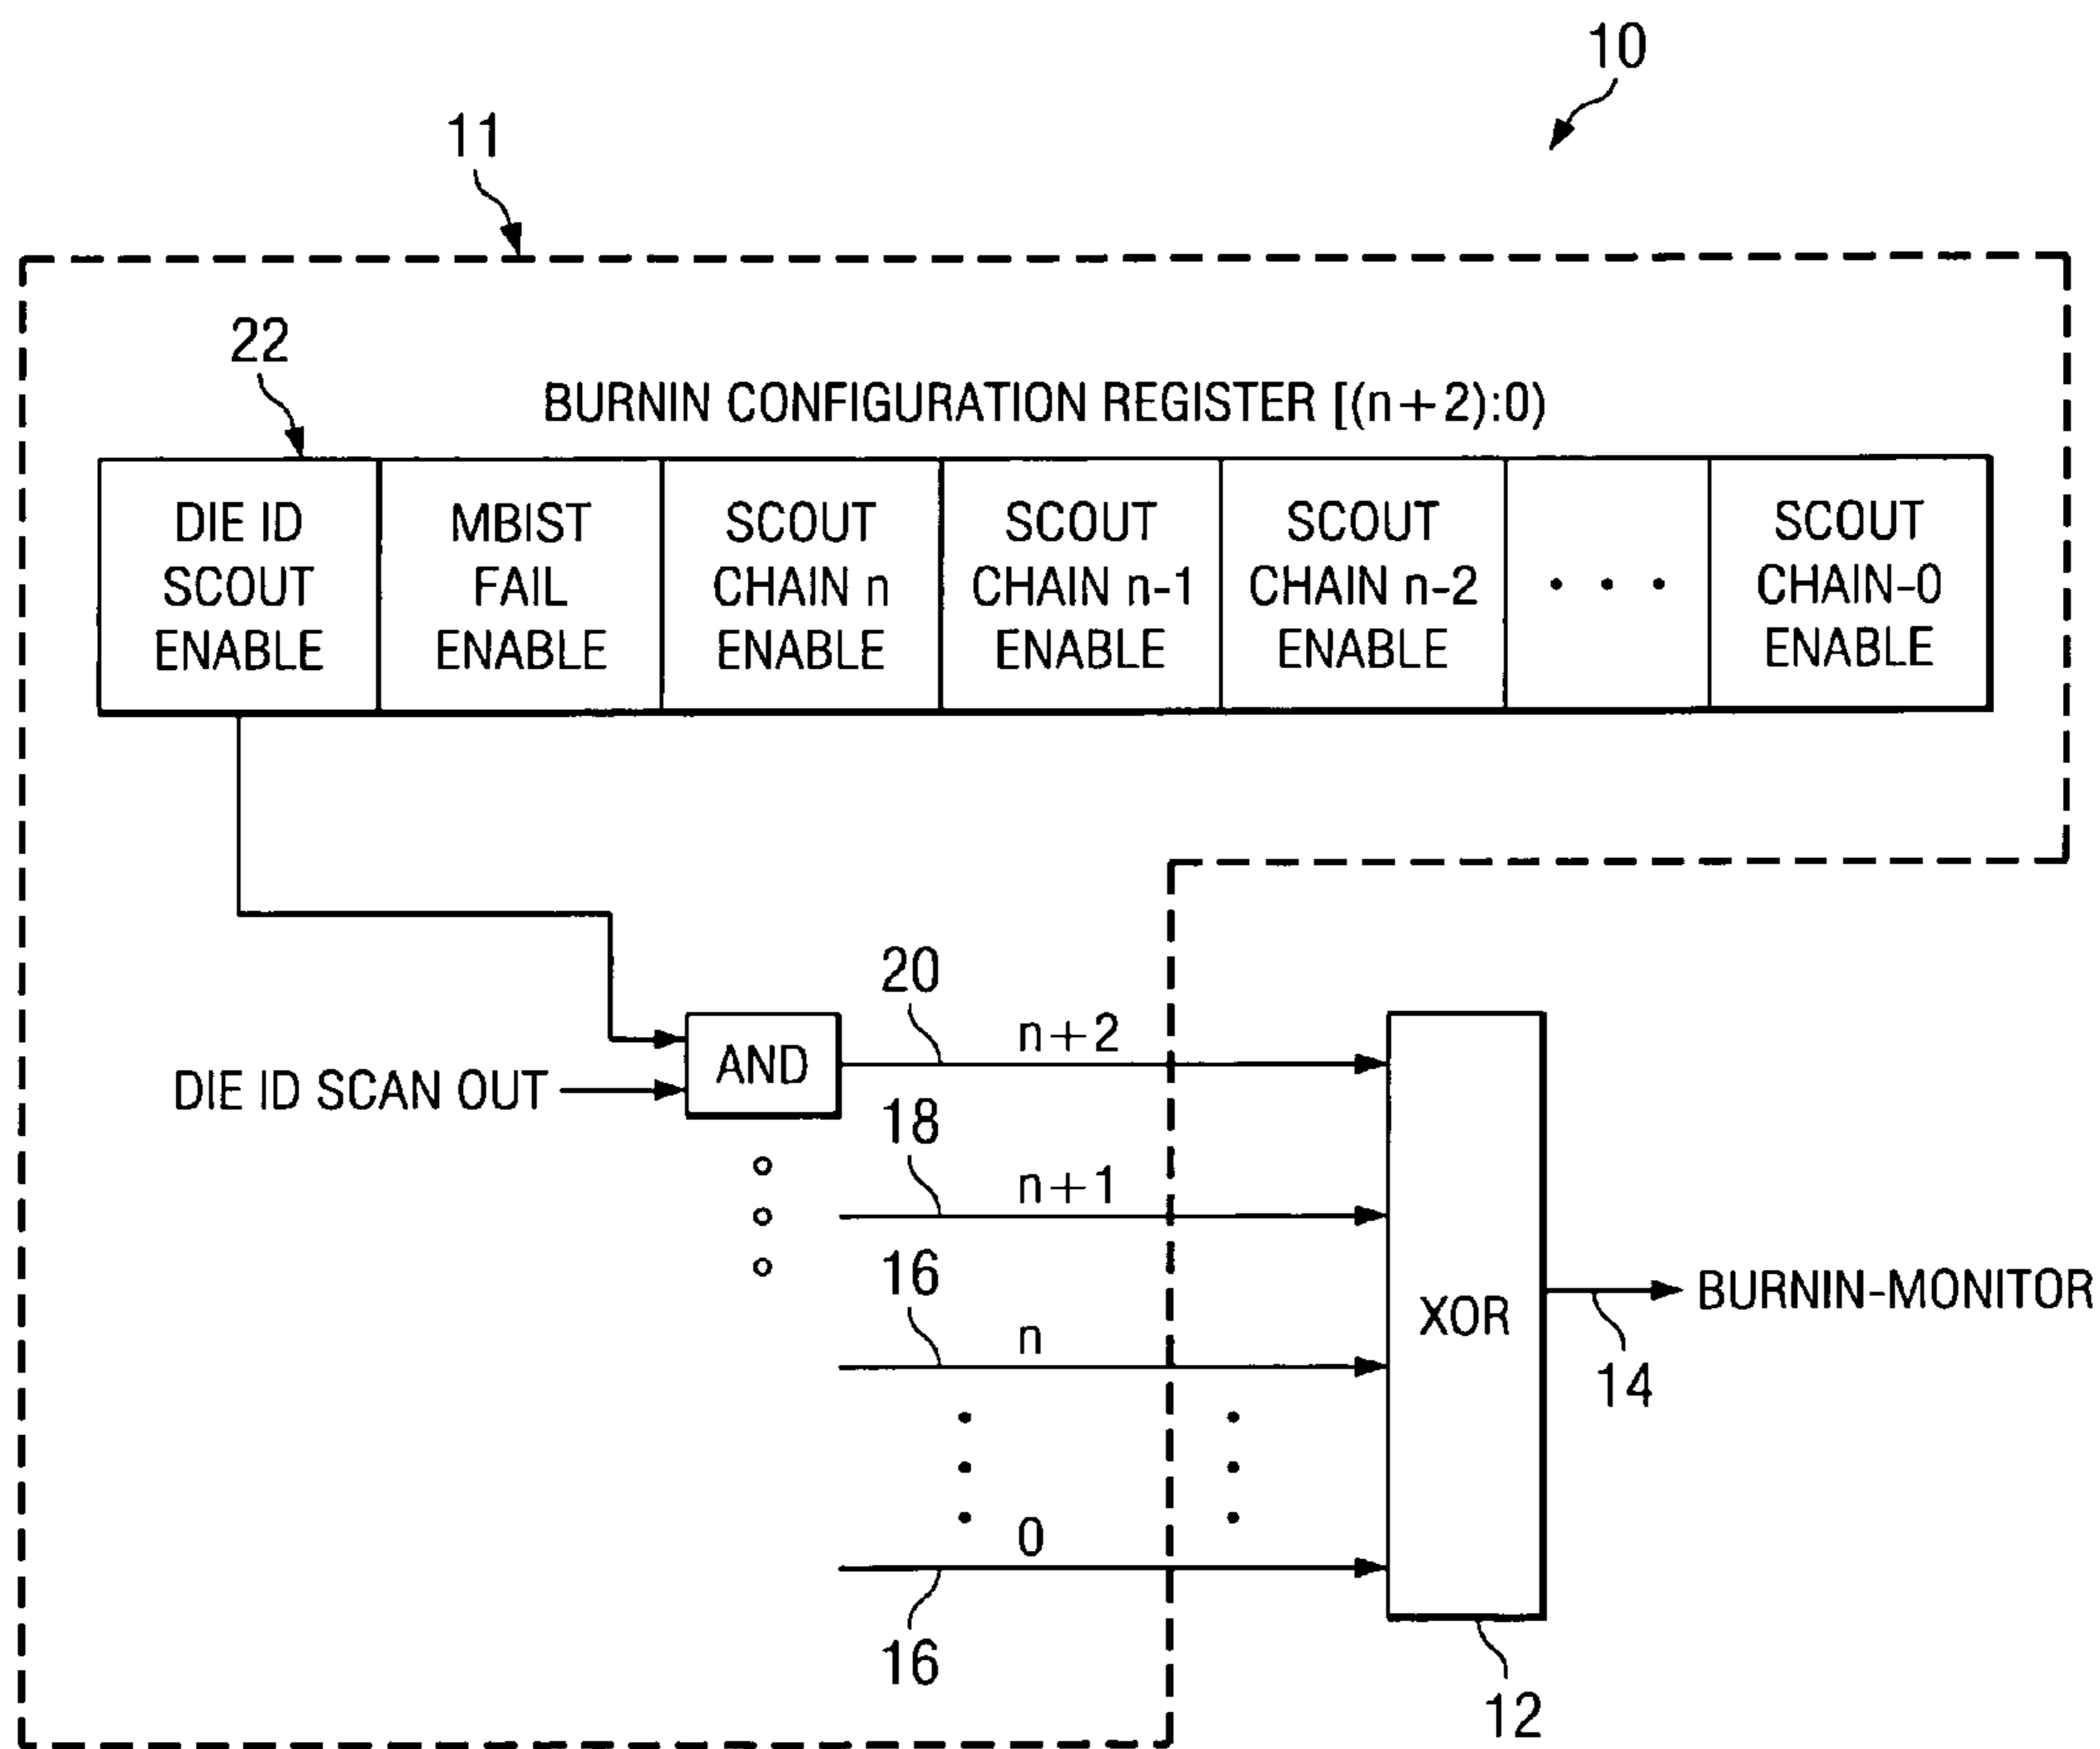 10
11
22
BURNIN CONFIGURATION REGISTER [(n+2):0)
DIE ID
SCOUT
ENABLE
MBIST
FAIL
ENABLE
SCOUT
CHAIN n
ENABLE
SCOUT
CHAIN n-1
ENABLE
SCOUT
CHAIN n-2
ENABLE
• • •
SCOUT
CHAIN-0
ENABLE
20
n+2
AND
DIE ID SCAN OUT
18
n+1
16
n
XOR
BURNIN-MONITOR
14
0
16
12